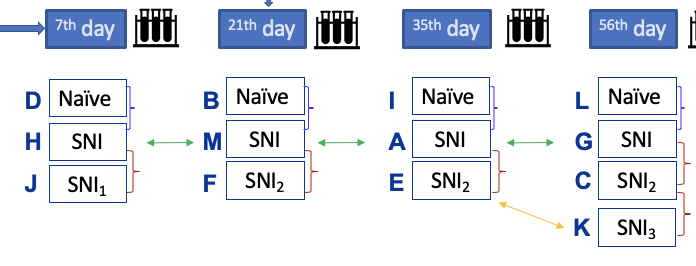 7th day 21th day 35th day 56th day
D Naïve B Naïve I Naïve L Naïve
H SNI M SNI A SNI G SNI
J SNI1 F SNI2 E SNI2 C SNI2
K SNI3